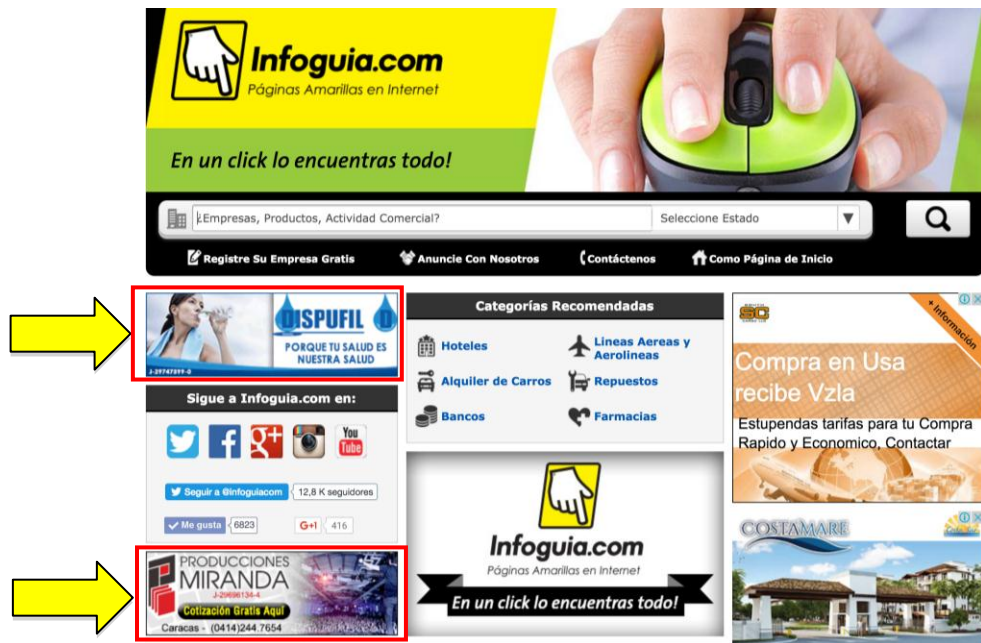 Infoguia.com
Páginas Amarillas en Internet
En un click lo encuentras todo!
¿Empresas, Productos, Actividad Comercial?
Seleccione Estado
Registre Su Empresa Gratis
Anuncie Con Nosotros
Contáctenos
Como Página de Inicio
DISPUFIL
PORQUE TU SALUD ES
NUESTRA SALUD
J-29747899-0
Sigue a Infoguia.com en:
You
Tube
Seguir a @infoguiacom
12,8 K seguidores
Me gusta
6823
G+1
416
PRODUCCIONES
MIRANDA
J-29696134-4
Cotización Gratis Aquí
Caracas - (0414)244.7654
Categorías Recomendadas
Hoteles
Lineas Aereas y
Aerolineas
Alquiler de Carros
Repuestos
Bancos
Farmacias
Infoguia.com
Páginas Amarillas en Internet
En un click lo encuentras todo!
SC
+ Información
Compra en Usa
recibe Vzla
Estupendas tarifas para tu Compra
Rapido y Economico, Contactar
COSTAMARE